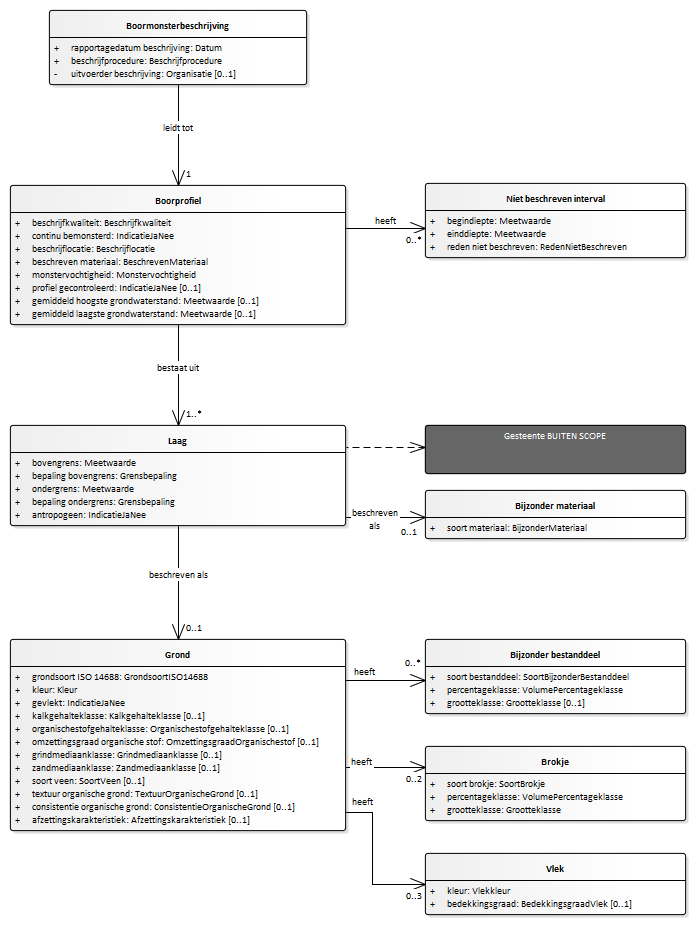 Boormonsterbeschrijving
+ rapportagedatum beschrijving: Datum
+ beschrijfprocedure: Beschrijfprocedure
- uitvoerder beschrijving: Organisatie [0..1]
leidt tot
1
Boorprofiel
+ beschrijfkwaliteit: Beschrijfkwaliteit
+ continu bemonsterd: IndicatieJaNee
+ beschrijflocatie: Beschrijflocatie
+ beschreven materiaal: BeschrevenMateriaal
+ monstervochtigheid: Monstervochtigheid
+ profiel gecontroleerd: IndicatieJaNee [0..1]
+ gemiddeld hoogste grondwaterstand: Meetwaarde [0..1]
+ gemiddeld laagste grondwaterstand: Meetwaarde [0..1]
heeft
0..*
Niet beschreven interval
+ begindiepte: Meetwaarde
+ einddiepte: Meetwaarde
+ reden niet beschreven: RedenNietBeschreven
bestaat uit
1..*
Laag
+ bovengrens: Meetwaarde
+ bepaling bovengrens: Grensbepaling
+ ondergrens: Meetwaarde
+ bepaling ondergrens: Grensbepaling
+ antropogeen: IndicatieJaNee
Gesteente BUITEN SCOPE
beschreven
als
0..1
Bijzonder materiaal
+ soort materiaal: BijzonderMateriaal
beschreven als
0..1
Grond
+ grondsoort ISO 14688: GrondsoortISO14688
+ kleur: Kleur
+ gevlekt: IndicatieJaNee
+ kalkgehalteklasse: Kalkgehalteklasse [0..1]
+ organischestofgehalteklasse: Organischestofgehalteklasse [0..1]
+ omzettingsgraad organische stof: OmzettingsgraadOrganischestof [0..1]
+ grindmediaanklasse: Grindmediaanklasse [0..1]
+ zandmediaanklasse: Zandmediaanklasse [0..1]
+ soort veen: SoortVeen [0..1]
+ textuur organische grond: TextuurOrganischeGrond [0..1]
+ consistentie organische grond: ConsistentieOrganischeGrond [0..1]
+ afzettingskarakteristiek: Afzettingskarakteristiek [0..1]
heeft
0..*
Bijzonder bestanddeel
+ soort bestanddeel: SoortBijzonderBestanddeel
+ percentageklasse: VolumePercentageklasse
+ grootteklasse: Grootteklasse [0..1]
heeft
0..2
Brokje
+ soort brokje: SoortBrokje
+ percentageklasse: VolumePercentageklasse
+ grootteklasse: Grootteklasse
heeft
0..3
Vlek
+ kleur: Vlekkleur
+ bedekkingsgraad: BedekkingsgraadVlek [0..1]